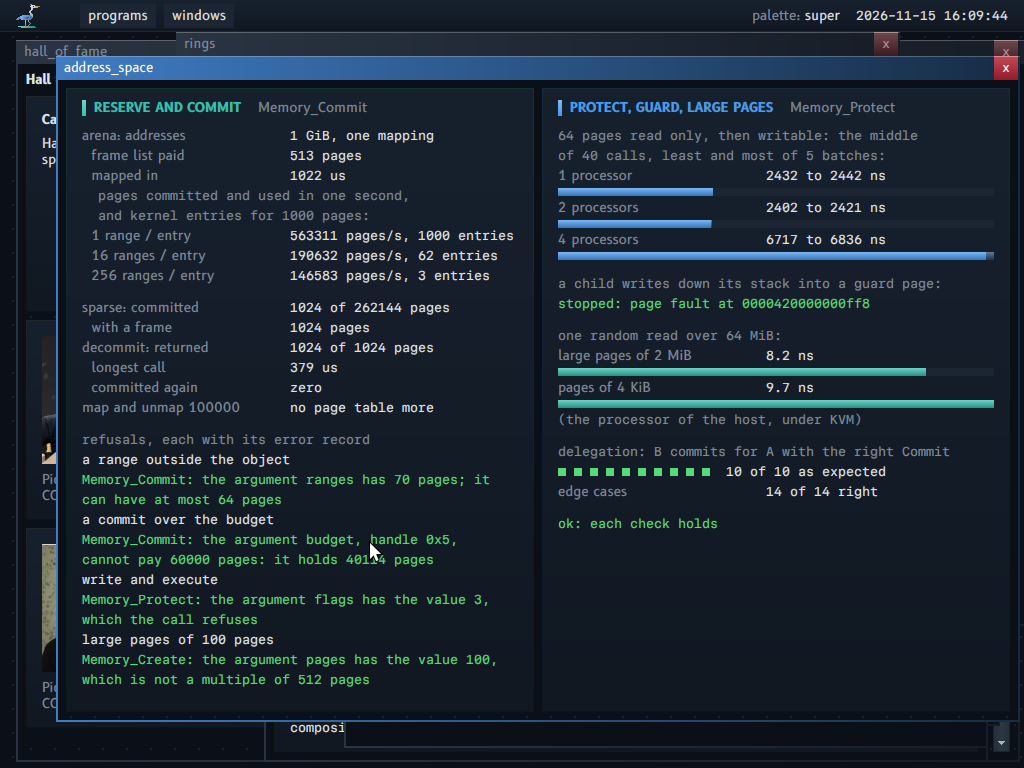 programs
windows
palette: super
2026-11-15 16:09:44
rings
x
hall_of_fame
x
address_space
x
Hall
Ca
Ha
sp
Pi
CC
Pi
CC
RESERVE AND COMMIT Memory_Commit
arena: addresses 1 GiB, one mapping
frame list paid 513 pages
mapped in 1022 us
pages committed and used in one second,
and kernel entries for 1000 pages:
1 range / entry 563311 pages/s, 1000 entries
16 ranges / entry 190632 pages/s, 62 entries
256 ranges / entry 146583 pages/s, 3 entries
sparse: committed 1024 of 262144 pages
with a frame 1024 pages
decommit: returned 1024 of 1024 pages
longest call 379 us
committed again zero
map and unmap 100000 no page table more
refusals, each with its error record
a range outside the object
Memory_Commit: the argument ranges has 70 pages; it
can have at most 64 pages
a commit over the budget
Memory_Commit: the argument budget, handle 0x5,
cannot pay 60000 pages: it holds 40114 pages
write and execute
Memory_Protect: the argument flags has the value 3,
which the call refuses
large pages of 100 pages
Memory_Create: the argument pages has the value 100,
which is not a multiple of 512 pages
PROTECT, GUARD, LARGE PAGES Memory_Protect
64 pages read only, then writable: the middle
of 40 calls, least and most of 5 batches:
1 processor 2432 to 2442 ns
2 processors 2402 to 2421 ns
4 processors 6717 to 6836 ns
a child writes down its stack into a guard page:
stopped: page fault at 0000420000000ff8
one random read over 64 MiB:
large pages of 2 MiB 8.2 ns
pages of 4 KiB 9.7 ns
(the processor of the host, under KVM)
delegation: B commits for A with the right Commit
10 of 10 as expected
edge cases 14 of 14 right
ok: each check holds
composi